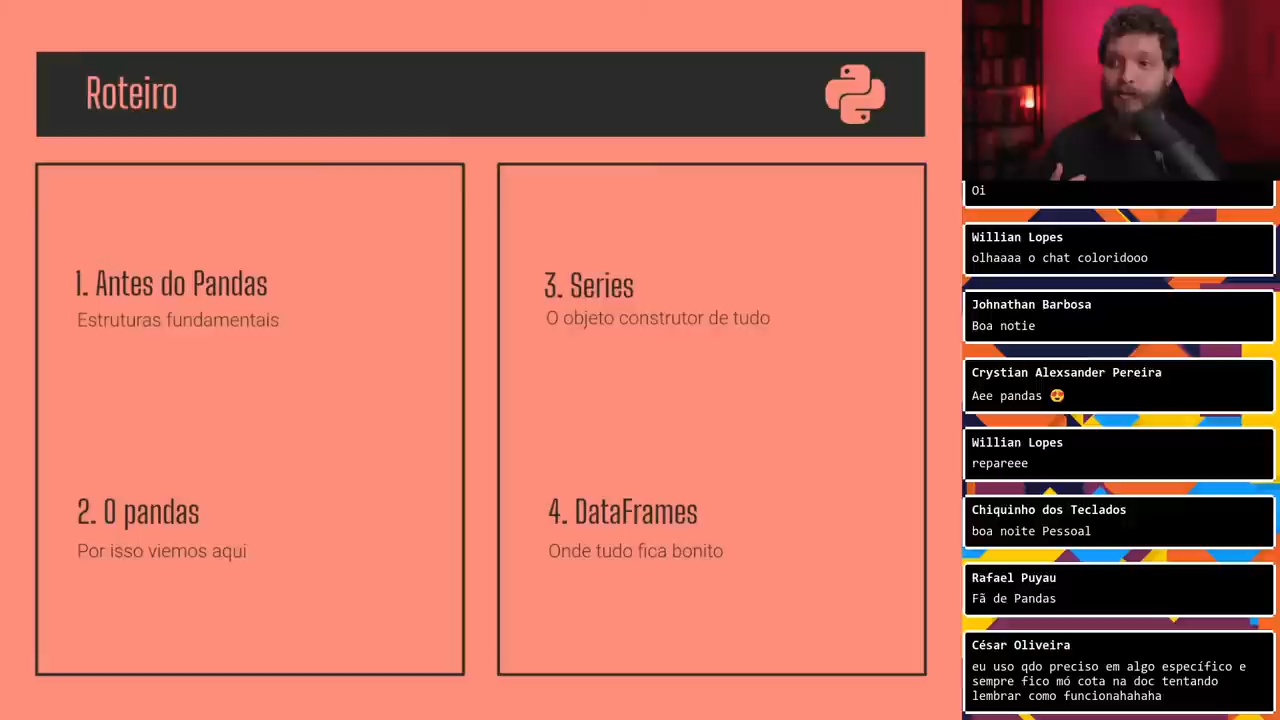 Roteiro
1. Antes do Pandas
Estruturas fundamentais
2. O pandas
Por isso viemos aqui
3. Series
O objeto construtor de tudo
4. DataFrames
Onde tudo fica bonito
Oi
Willian Lopes
olhaaaa o chat coloridooo
Johnathan Barbosa
Boa notie
Crystian Alexsander Pereira
Aee pandas 😍
Willian Lopes
repareee
Chiquinho dos Teclados
boa noite Pessoal
Rafael Puyau
Fã de Pandas
César Oliveira
eu uso qdo preciso em algo específico e
sempre fico mó cota na doc tentando
lembrar como funcionahahaha